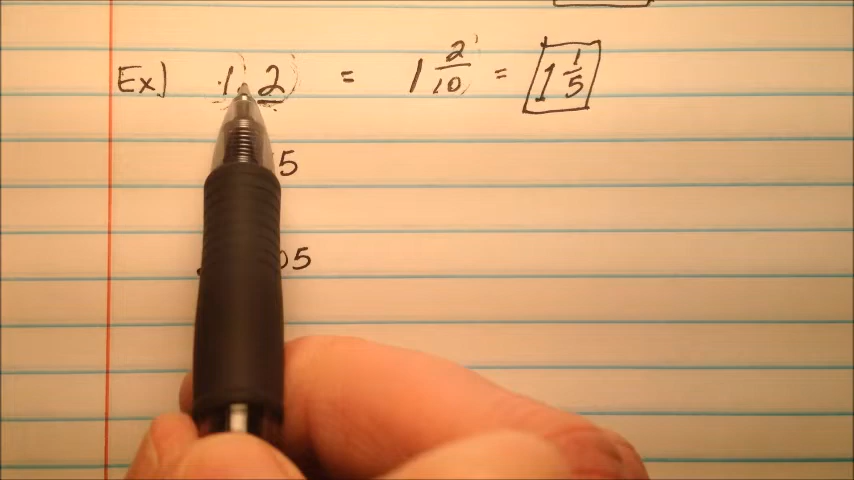 Ex) 1.2 = 1 2/10 = 1 1/5
5
05